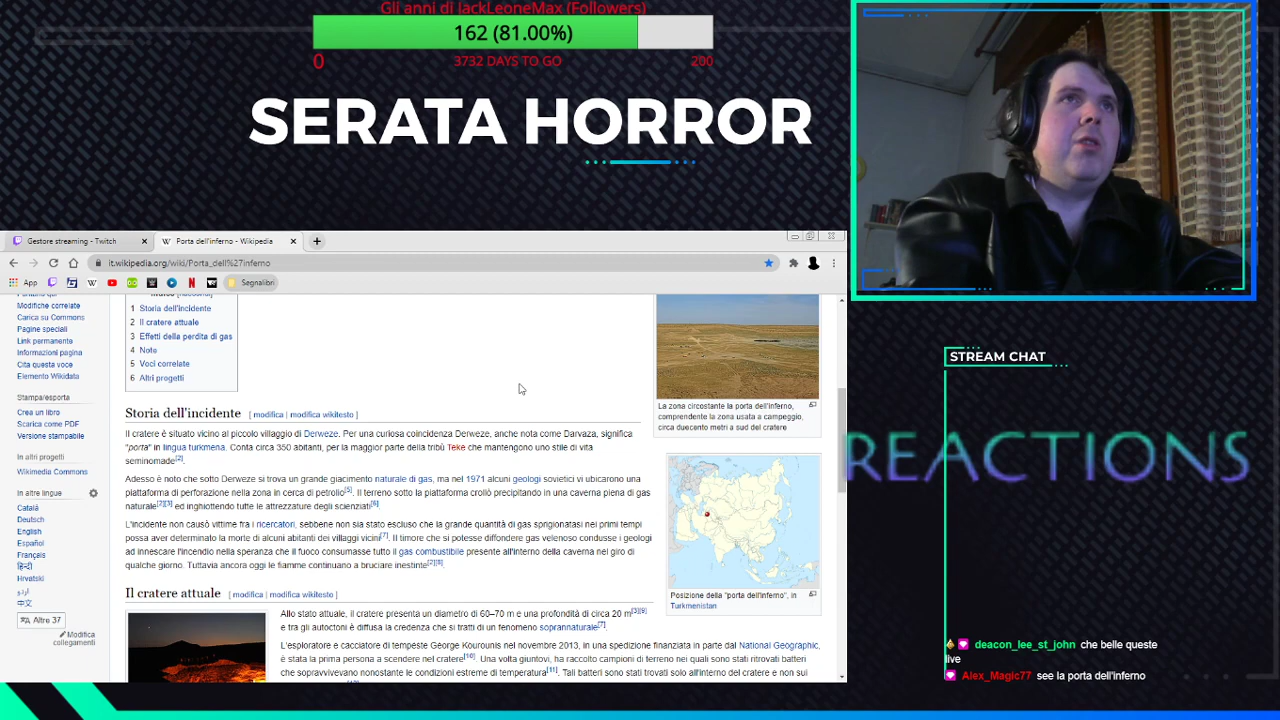 Gli anni di IackLeoneMax (Followers)
162 (81.00%)
0
3732 DAYS TO GO
200
SERATA HORROR
Gestore streaming - Twitch
Porta dell'inferno - Wikipedia
it.wikipedia.org/wiki/Porta_dell%27inferno
App
Segnalibri
Modifiche correlate
Carica su Commons
Pagine speciali
Link permanente
Informazioni pagina
Cita questa voce
Elemento Wikidata
Stampa/esporta
Crea un libro
Scarica come PDF
Versione stampabile
In altri progetti
Wikimedia Commons
In altre lingue
Català
Deutsch
English
Español
Français
हिन्दी
Hrvatski
اردو
中文
Altre 37
Modifica
collegamenti
1 Storia dell'incidente
2 Il cratere attuale
3 Effetti della perdita di gas
4 Note
5 Voci correlate
6 Altri progetti
Storia dell'incidente [ modifica | modifica wikitesto ]
Il cratere è situato vicino al piccolo villaggio di Derweze. Per una curiosa coincidenza Derweze, anche nota come Darvaza, significa
"porta" in lingua turkmena. Conta circa 350 abitanti, per la maggior parte della tribù Teke che mantengono uno stile di vita
seminomade[2].
Adesso è noto che sotto Derweze si trova un grande giacimento naturale di gas, ma nel 1971 alcuni geologi sovietici vi ubicarono una
piattaforma di perforazione nella zona in cerca di petrolio[5]. Il terreno sotto la piattaforma crollò precipitando in una caverna piena di gas
naturale[2][3] ed inghiottendo tutte le attrezzature degli scienziati[6].
L'incidente non causò vittime fra i ricercatori, sebbene non sia stato escluso che la grande quantità di gas sprigionatasi nei primi tempi
possa aver determinato la morte di alcuni abitanti dei villaggi vicini[7]. Il timore che si potesse diffondere gas velenoso condusse i geologi
ad innescare l'incendio nella speranza che il fuoco consumasse tutto il gas combustibile presente all'interno della caverna nel giro di
qualche giorno. Tuttavia ancora oggi le fiamme continuano a bruciare inestinte[2][8].
Il cratere attuale [ modifica | modifica wikitesto ]
Allo stato attuale, il cratere presenta un diametro di 60–70 m e una profondità di circa 20 m[3][9]
e tra gli autoctoni è diffusa la credenza che si tratti di un fenomeno soprannaturale[7].
L'esploratore e cacciatore di tempeste George Kourounis nel novembre 2013, in una spedizione finanziata in parte dal National Geographic,
è stata la prima persona a scendere nel cratere[10]. Una volta giuntovi, ha raccolto campioni di terreno nei quali sono stati ritrovati batteri
che sopravvivevano nonostante le condizioni estreme di temperatura[11]. Tali batteri sono stati trovati solo all'interno del cratere e non sui
La zona circostante la porta dell'inferno,
comprendente la zona usata a campeggio,
circa duecento metri a sud del cratere
Posizione della "porta dell'Inferno", in
Turkmenistan
STREAM CHAT
REACTIONS
deacon_lee_st_john che belle queste
live
Alex_Magic77 see la porta dell'inferno